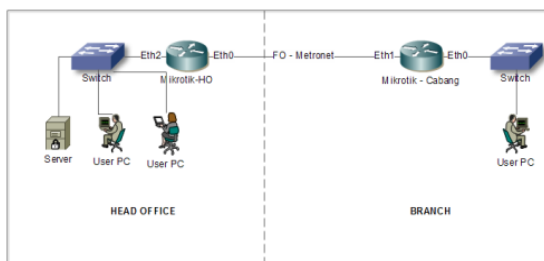 Switch
Eth2
Mikrotik-HO
Eth0
FO - Metronet
Eth1
Mikrotik - Cabang
Eth0
Switch
Server
User PC
User PC
User PC
HEAD OFFICE
BRANCH